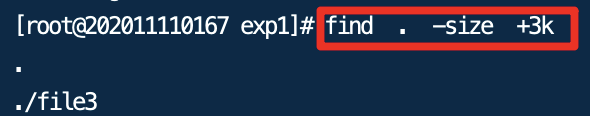 [root@202011110167 exp1]# find . -size +3k
.
./file3